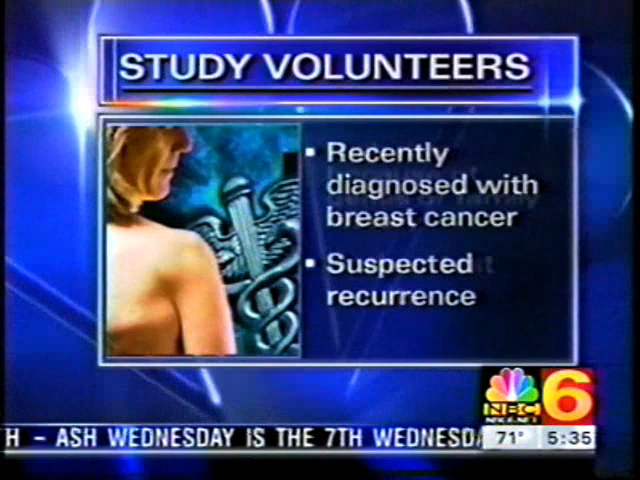 STUDY VOLUNTEERS
▪ Recently
diagnosed with
breast cancer
▪ Suspected
recurrence
NBC 6
H - ASH WEDNESDAY IS THE 7TH WEDNESDA
71° 5:35